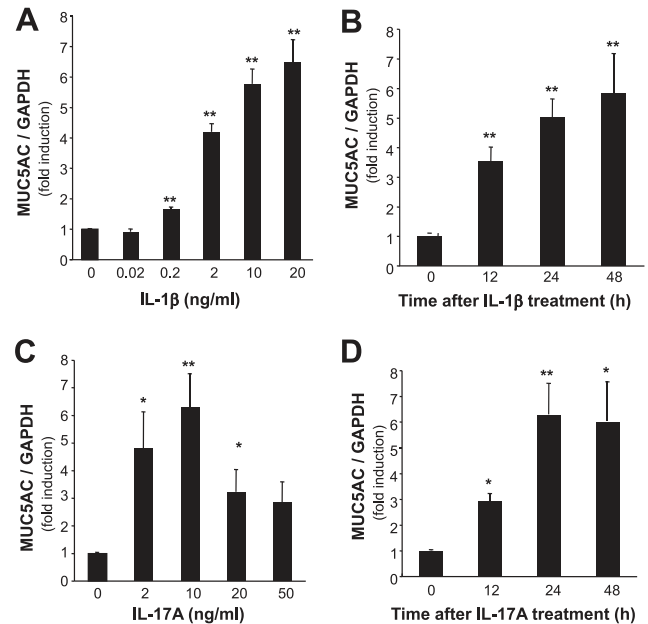 A
MUC5AC / GAPDH
(fold induction)
8
7
6
5
4
3
2
1
0
**
**
**
**
0 0.02 0.2 2 10 20
IL-1β (ng/ml)
B
MUC5AC / GAPDH
(fold induction)
8
7
6
5
4
3
2
1
0
**
**
**
0 12 24 48
Time after IL-1β treatment (h)
C
MUC5AC / GAPDH
(fold induction)
8
7
6
5
4
3
2
1
0
*
**
*
0 2 10 20 50
IL-17A (ng/ml)
D
MUC5AC / GAPDH
(fold induction)
8
7
6
5
4
3
2
1
0
*
**
*
0 12 24 48
Time after IL-17A treatment (h)